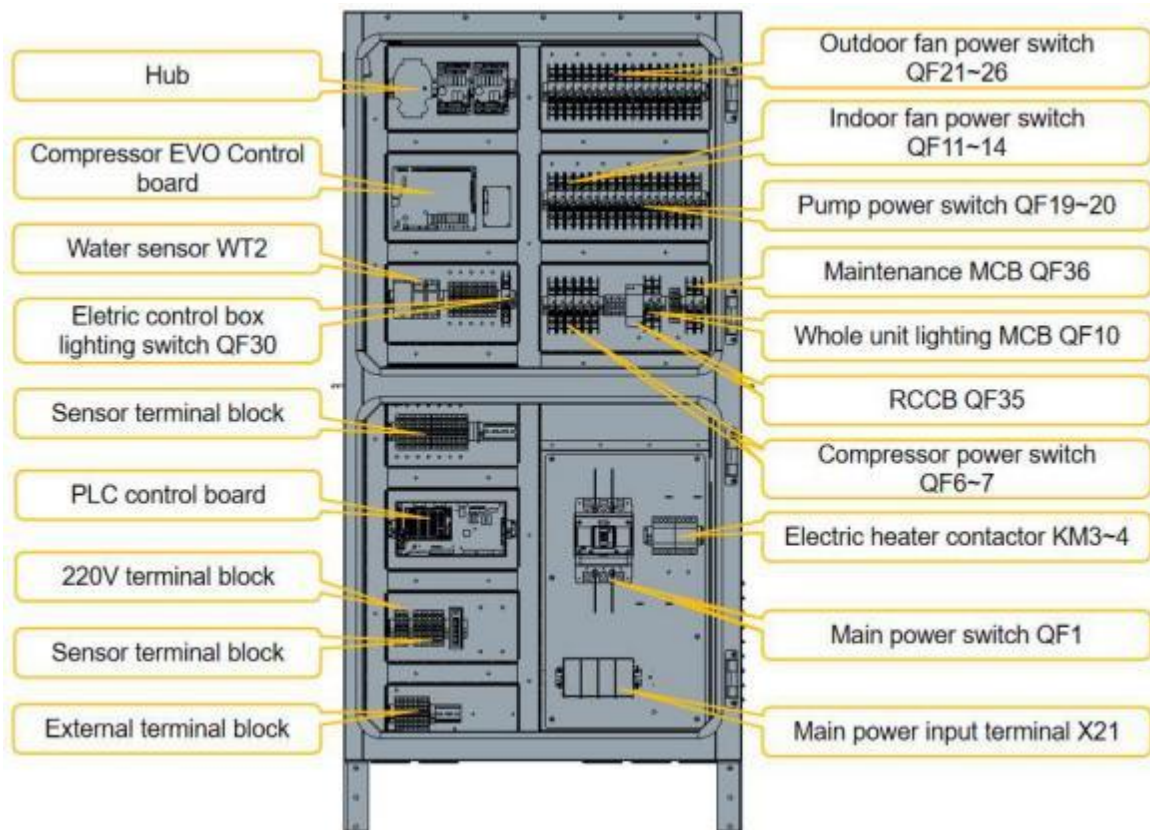 Hub
Compressor EVO Control
board
Water sensor WT2
Eletric control box
lighting switch QF30
Sensor terminal block
PLC control board
220V terminal block
Sensor terminal block
External terminal block
Outdoor fan power switch
QF21~26
Indoor fan power switch
QF11~14
Pump power switch QF19~20
Maintenance MCB QF36
Whole unit lighting MCB QF10
RCCB QF35
Compressor power switch
QF6~7
Electric heater contactor KM3~4
Main power switch QF1
Main power input terminal X21